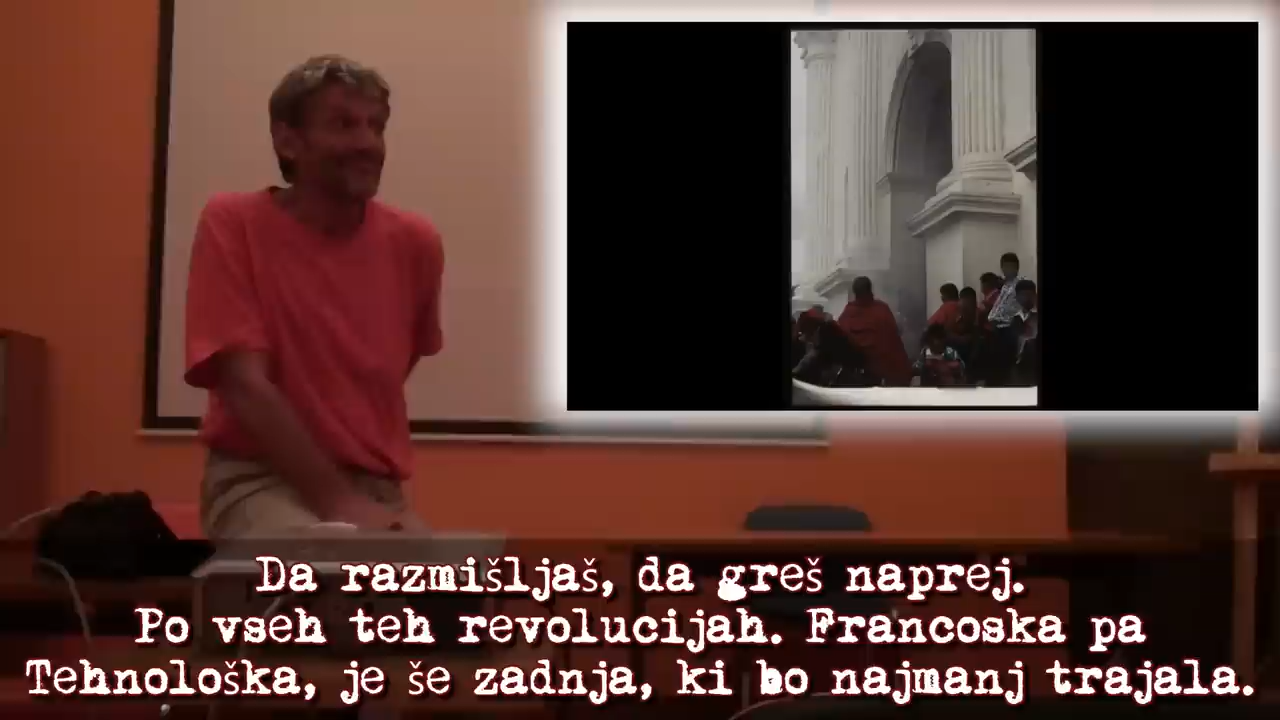 Da razmišljaš, da greš naprej.
Po vseh teh revolucijah. Francoska pa
Tehnološka, je še zadnja, ki bo najmanj trajala.